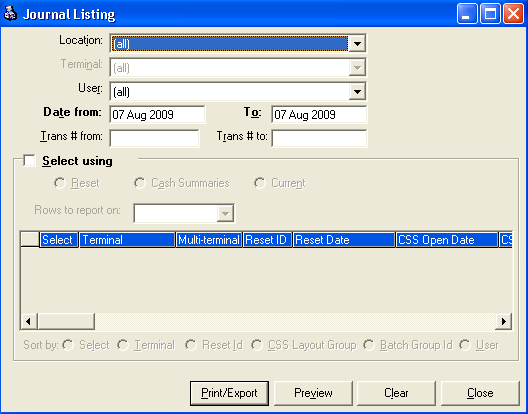 Journal Listing
Location: (all)
Terminal: (all)
User: (all)
Date from: 07 Aug 2009 To: 07 Aug 2009
Trans # from: Trans # to:
Select using
Reset Cash Summaries Current
Rows to report on:
Select Terminal Multi-terminal Reset ID Reset Date CSS Open Date CS
Sort by: Select Terminal Reset Id CSS Layout Group Batch Group Id User
Print/Export Preview Clear Close